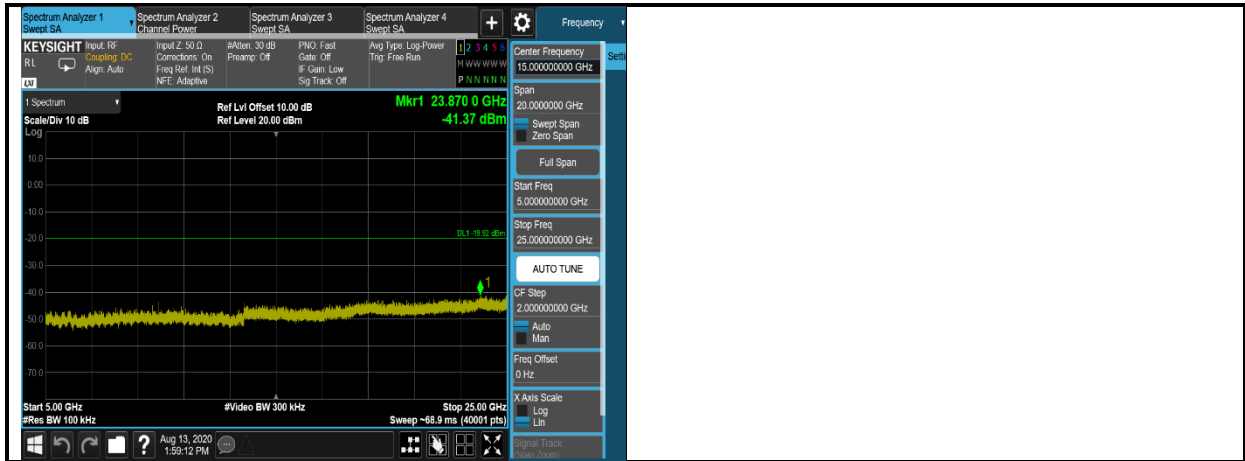 Spectrum Analyzer 1
Swept SA
Spectrum Analyzer 2
Channel Power
Spectrum Analyzer 3
Swept SA
Spectrum Analyzer 4
Swept SA
+
Frequency
KEYSIGHT
RL
LXI
Input: RF
Coupling: DC
Align: Auto
Input Z: 50 Ω
Corrections: On
Freq Ref: Int (S)
NFE: Adaptive
#Atten: 30 dB
Preamp: Off
PNO: Fast
Gate: Off
IF Gain: Low
Sig Track: Off
Avg Type: Log-Power
Trig: Free Run
1 2 3 4 5 6
M W W W W W
P N N N N N
1 Spectrum
Scale/Div 10 dB
Log
Ref Lvl Offset 10.00 dB
Ref Level 20.00 dBm
Mkr1 23.870 0 GHz
-41.37 dBm
10.0
0.00
-10.0
-20.0
-30.0
-40.0
-50.0
-60.0
-70.0
DL1 -19.92 dBm
1
Start 5.00 GHz
#Res BW 100 kHz
#Video BW 300 kHz
Stop 25.00 GHz
Sweep ~68.9 ms (40001 pts)
?
Aug 13, 2020
1:59:12 PM
Center Frequency
15.000000000 GHz
Setti
Span
20.0000000 GHz
Swept Span
Zero Span
Full Span
Start Freq
5.000000000 GHz
Stop Freq
25.000000000 GHz
AUTO TUNE
CF Step
2.000000000 GHz
Auto
Man
Freq Offset
0 Hz
X Axis Scale
Log
Lin
Signal Track
(Span Zoom)